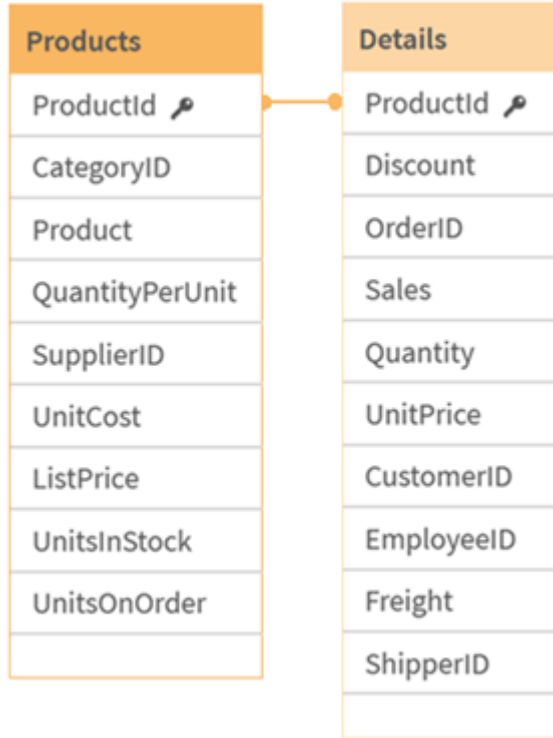 Products
ProductId
CategoryID
Product
QuantityPerUnit
SupplierID
UnitCost
ListPrice
UnitsInStock
UnitsOnOrder
Details
ProductId
Discount
OrderID
Sales
Quantity
UnitPrice
CustomerID
EmployeeID
Freight
ShipperID